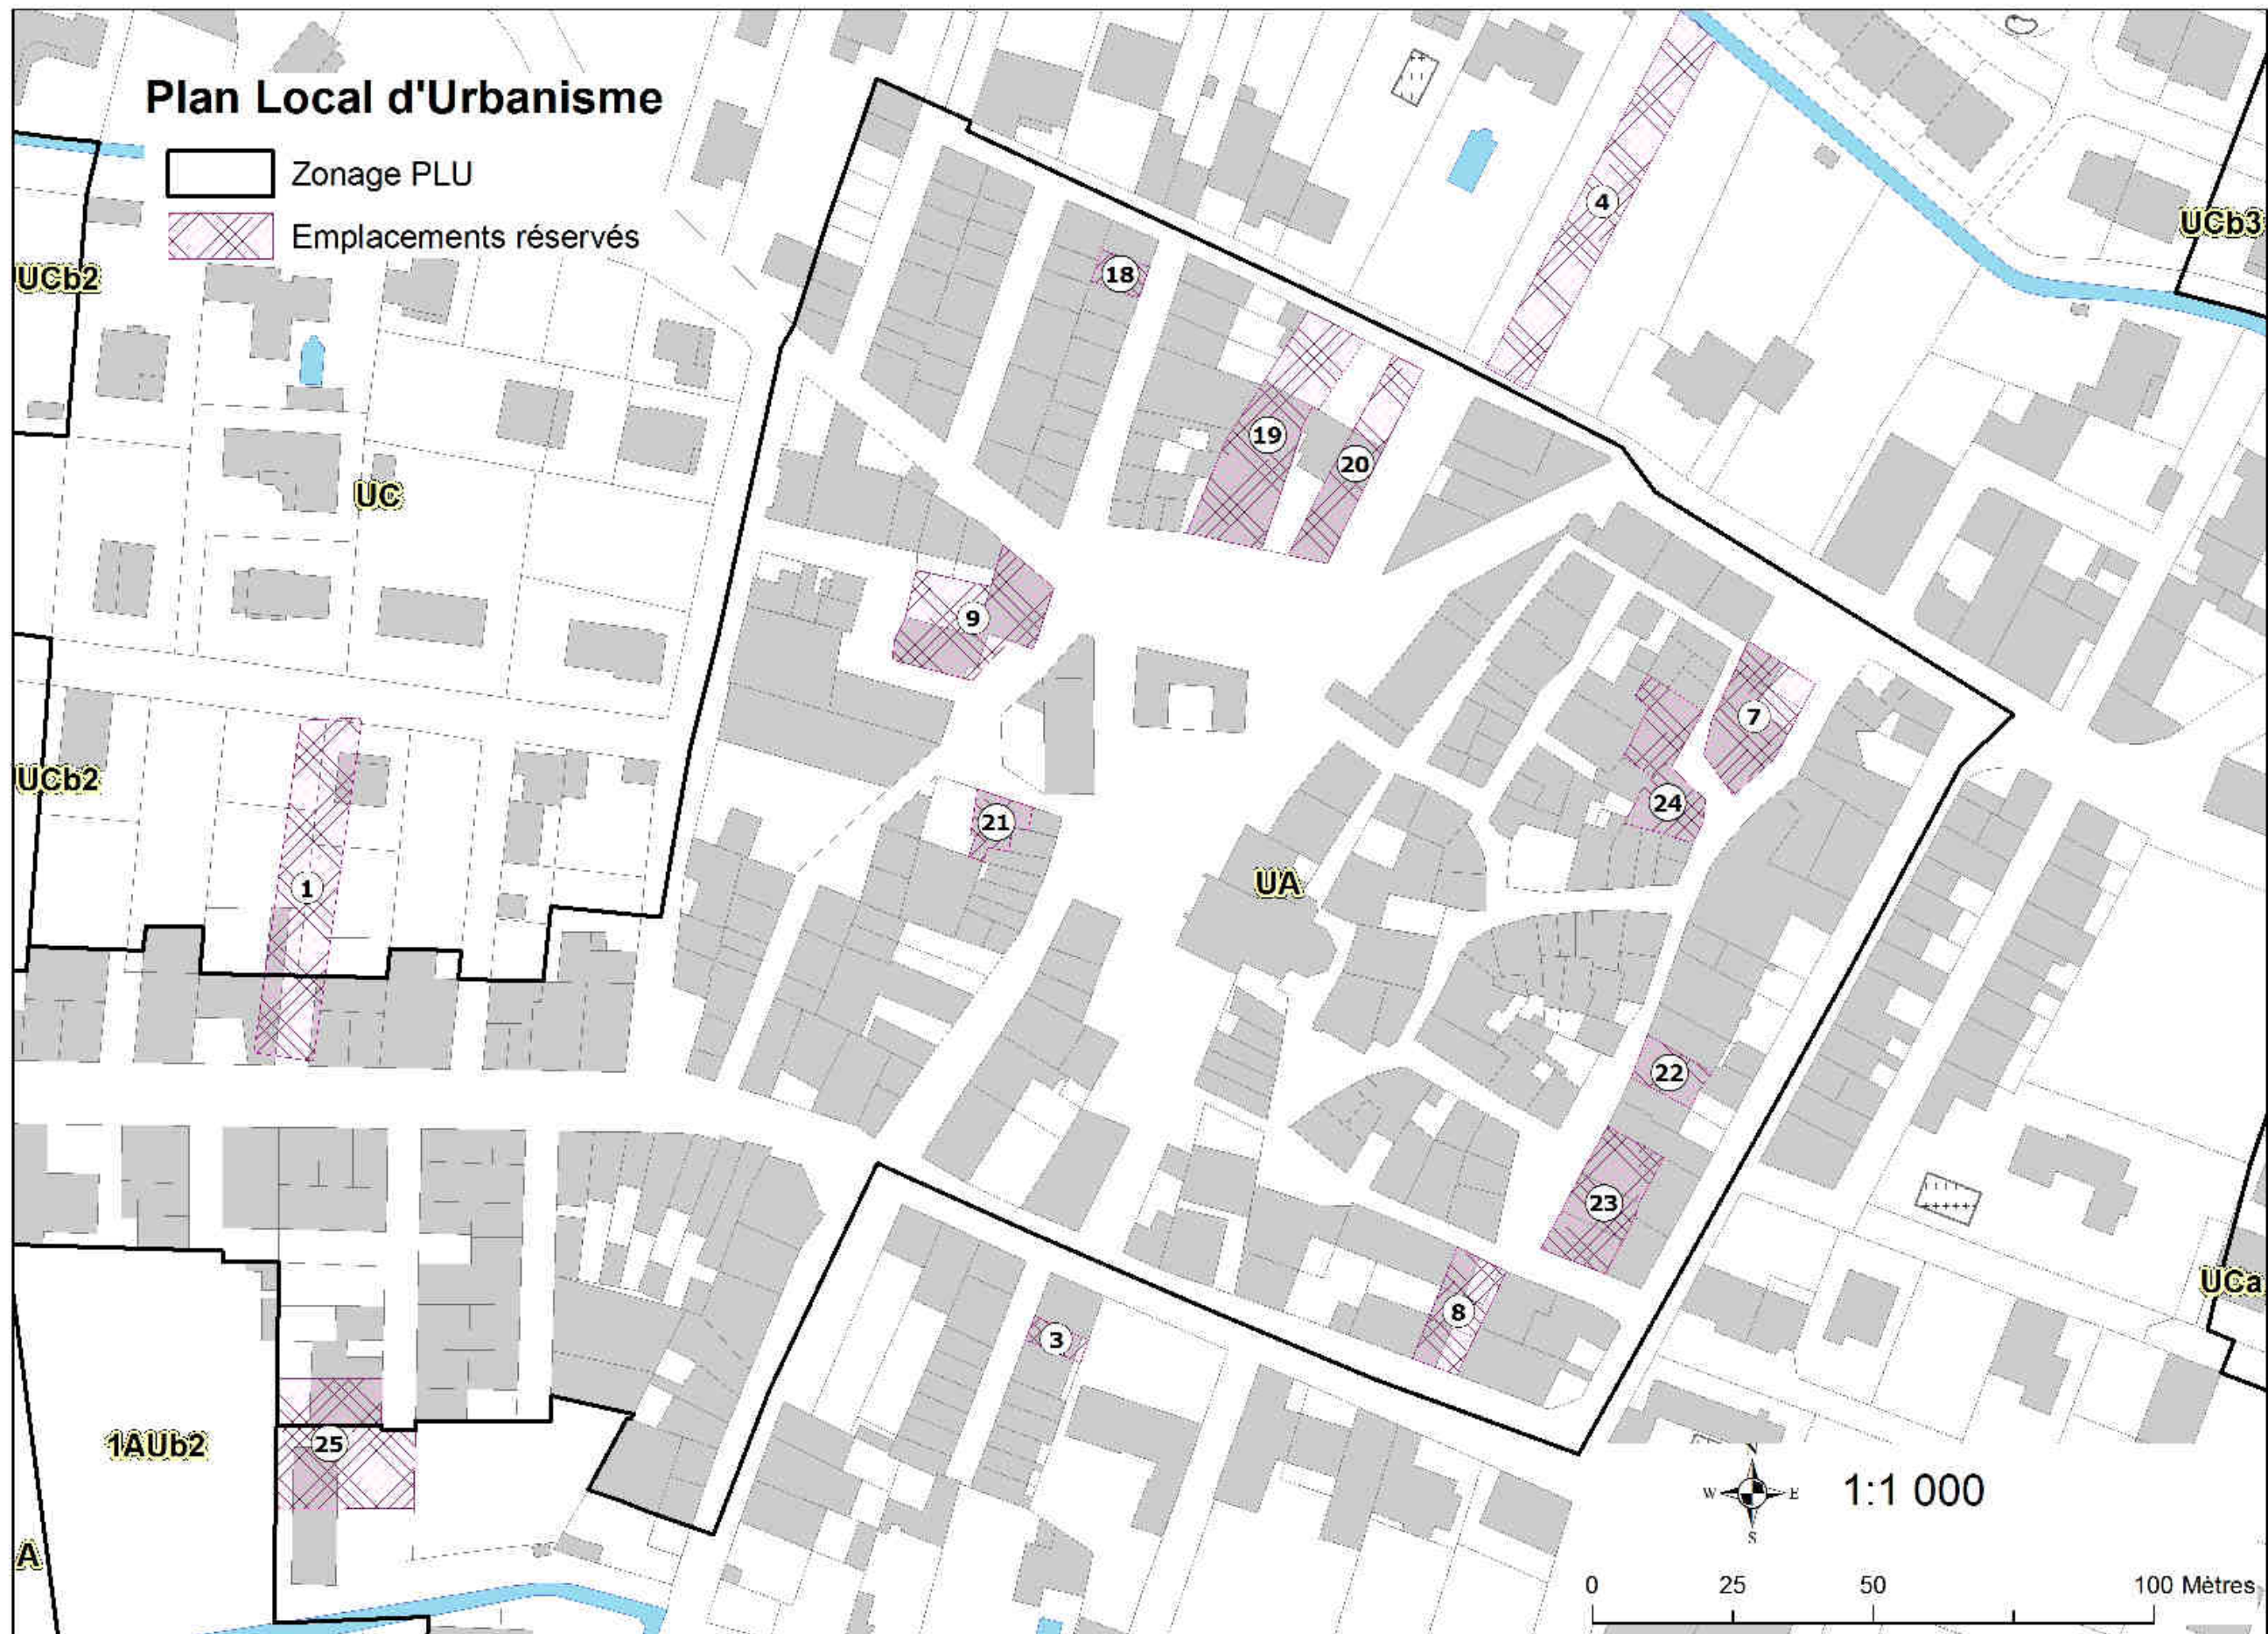 Plan Local d'Urbanisme
Zonage PLU
Emplacements réservés
4
UCb3
18
UCb2
19
20
UC
9
7
UCb2
24
21
UA
1
22
23
UCa
8
3
25
1AUb2
N
W E
S
1:1 000
A
0 25 50 100 Mètres